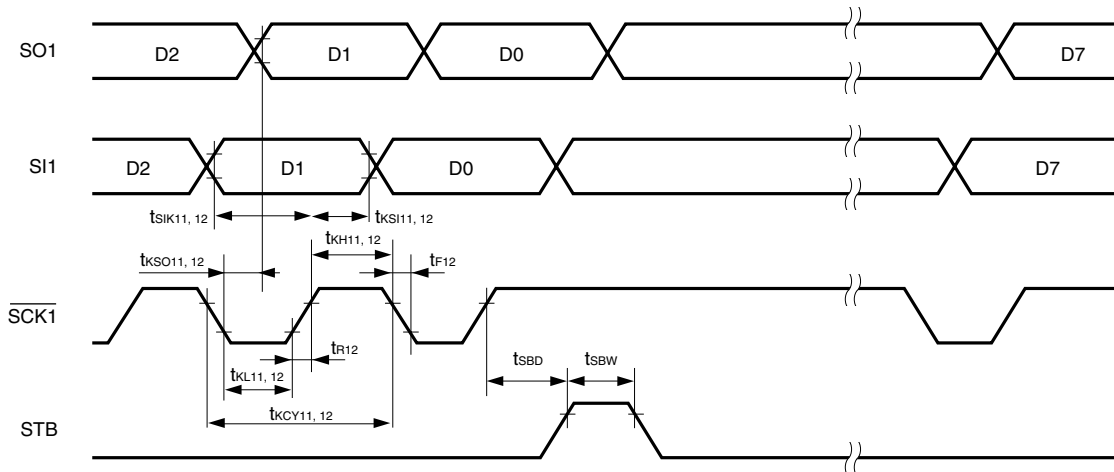 SO1 D2 D1 D0 D7
SI1 D2 D1 D0 D7
tSIK11, 12 tKSI11, 12
tKH11, 12
tKSO11, 12 tF12
SCK1
tR12
tSBD tSBW
tKL11, 12
tKCY11, 12
STB